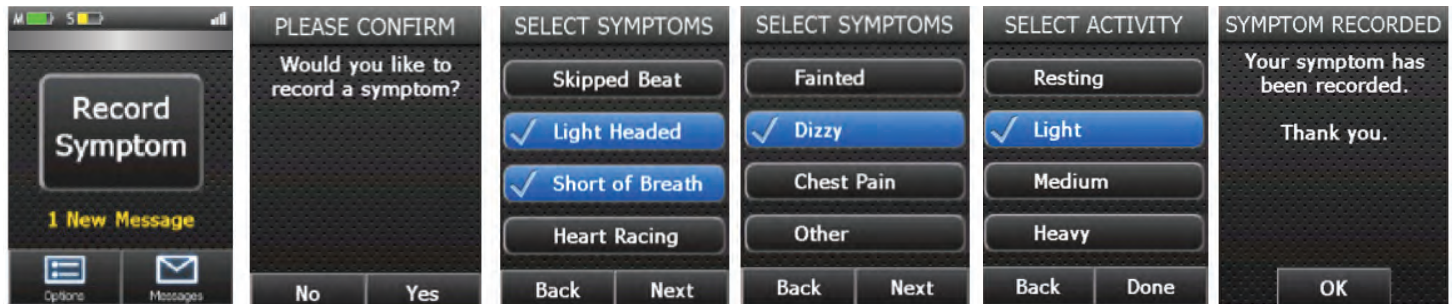 M S
Record
Symptom
1 New Message
Options Messages
PLEASE CONFIRM
Would you like to
record a symptom?
No Yes
SELECT SYMPTOMS
Skipped Beat
Light Headed
Short of Breath
Heart Racing
Back Next
SELECT SYMPTOMS
Fainted
Dizzy
Chest Pain
Other
Back Next
SELECT ACTIVITY
Resting
Light
Medium
Heavy
Back Done
SYMPTOM RECORDED
Your symptom has
been recorded.
Thank you.
OK